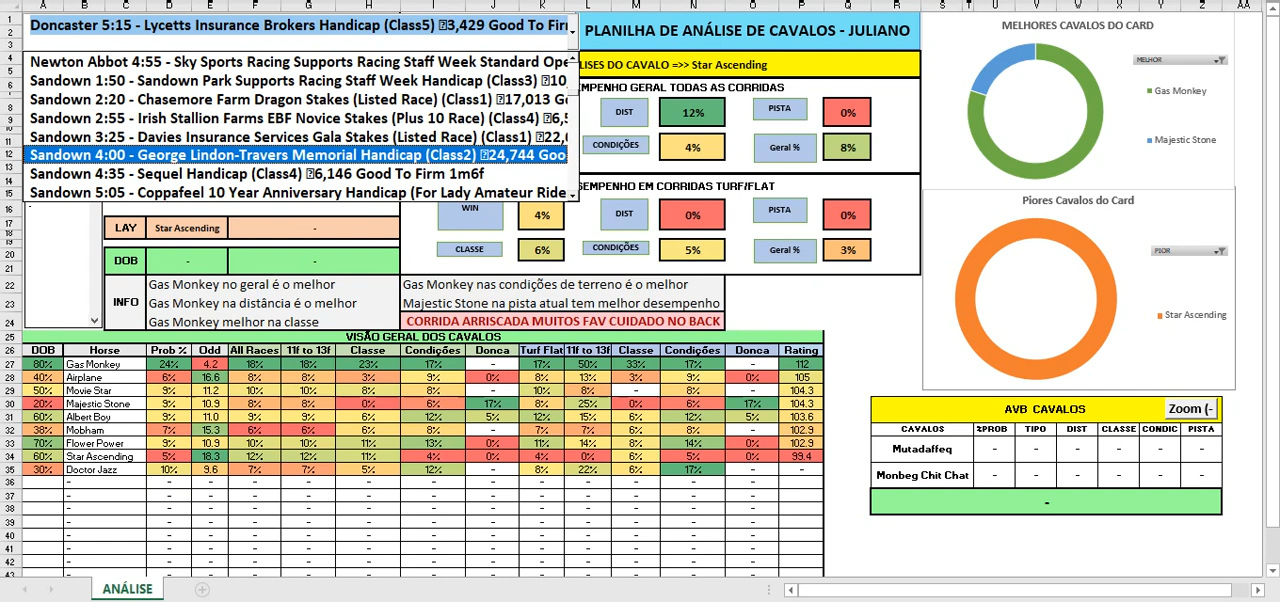 A B C D E F G H I J K L M N O P Q R S T U V W X Y Z AA
Doncaster 5:15 - Lycetts Insurance Brokers Handicap (Class5) 3,429 Good To Firm
PLANILHA DE ANÁLISE DE CAVALOS - JULIANO
Newton Abbot 4:55 - Sky Sports Racing Supports Racing Staff Week Standard Ope
Sandown 1:50 - Sandown Park Supports Racing Staff Week Handicap (Class3) 10,
Sandown 2:20 - Chasemore Farm Dragon Stakes (Listed Race) (Class1) 17,013 Go
Sandown 2:55 - Irish Stallion Farms EBF Novice Stakes (Plus 10 Race) (Class4) 6,5
Sandown 3:25 - Davies Insurance Services Gala Stakes (Listed Race) (Class1) 22,0
Sandown 4:00 - George Lindon-Travers Memorial Handicap (Class2) 24,744 Goo
Sandown 4:35 - Sequel Handicap (Class4) 6,146 Good To Firm 1m6f
Sandown 5:05 - Coppafeel 10 Year Anniversary Handicap (For Lady Amateur Ride
LISES DO CAVALO =>> Star Ascending
MPENHO GERAL TODAS AS CORRIDAS
DIST 12% PISTA 0%
CONDIÇÕES 4% Geral % 8%
SEMPENHO EM CORRIDAS TURF/FLAT
WIN 4% DIST 0% PISTA 0%
CLASSE 6% CONDIÇÕES 5% Geral % 3%
LAY Star Ascending -
DOB - -
INFO
Gas Monkey no geral é o melhor
Gas Monkey na distância é o melhor
Gas Monkey melhor na classe
Gas Monkey nas condições de terreno é o melhor
Majestic Stone na pista atual tem melhor desempenho
CORRIDA ARRISCADA MUITOS FAV CUIDADO NO BACK
VISÃO GERAL DOS CAVALOS
DOB Horse Prob % Odd All Races 11f to 13f Classe Condições Donca Turf Flat 11f to 13f Classe Condições Donca Rating
80% Gas Monkey 24% 4.2 18% 18% 23% 17% - 17% 50% 33% 17% - 112
40% Airplane 6% 16.6 8% 8% 3% 9% 0% 8% 13% 3% 9% 0% 105
50% Movie Star 9% 11.2 10% 9% 6% 8% - 10% 8% - 8% - 104.3
20% Majestic Stone 9% 10.9 8% 8% 0% 6% 17% 8% 25% 0% 6% 17% 104.3
60% Albert Boy 9% 11.0 9% 9% 6% 12% 5% 12% 15% 6% 12% 5% 103.6
38% Mobham 7% 15.3 6% 6% 6% 8% - 7% 7% 6% 8% - 102.9
70% Flower Power 9% 10.9 10% 10% 11% 13% 0% 11% 14% 8% 14% 0% 102.9
60% Star Ascending 5% 18.3 12% 12% 11% 4% 0% 4% 0% 6% 5% 0% 99.4
30% Doctor Jazz 10% 9.6 7% 7% 5% 12% - 8% 22% 6% 17% - -
MELHORES CAVALOS DO CARD
MELHOR
Gas Monkey
Majestic Stone
Piores Cavalos do Card
PIOR
Star Ascending
AVB CAVALOS Zoom (-
CAVALOS %PROB TIPO DIST CLASSE CONDIC PISTA
Mutadaffeq - - - - - -
Monbeg Chit Chat - - - - - -
-
ANÁLISE